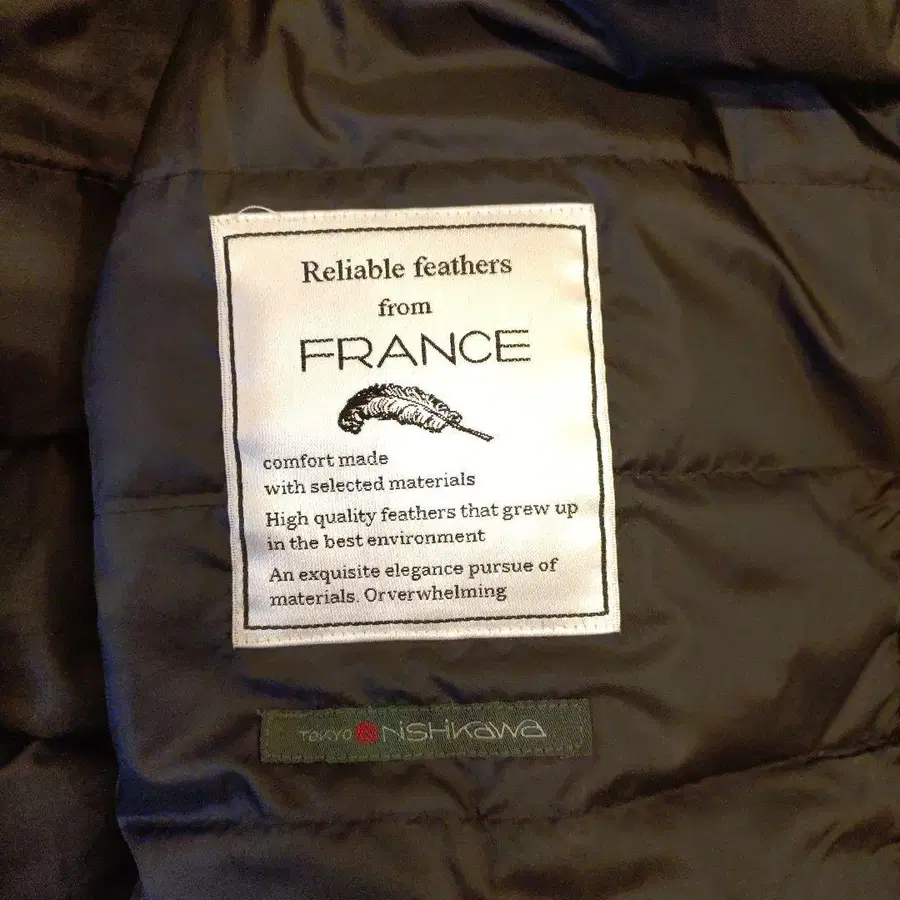 Reliable feathers
from
FRANCE
comfort made
with selected materials
High quality feathers that grew up
in the best environment
An exquisite elegance pursue of
materials. Orverwhelming
TOKYO NiSHiKawa